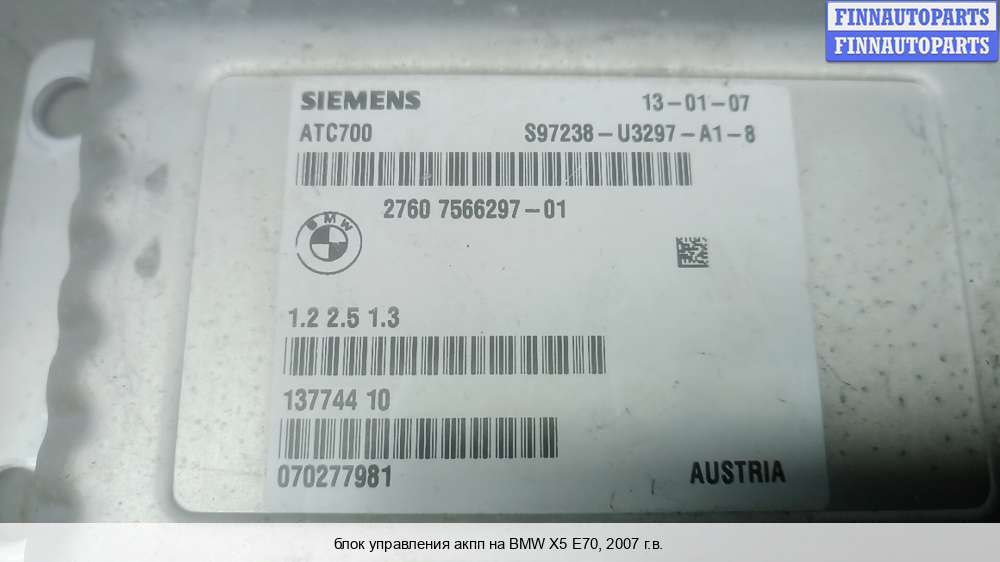 FINNAUTOPARTS
FINNAUTOPARTS
SIEMENS 13-01-07
ATC700 S97238-U3297-A1-8
2760 7566297-01
BMW
1.2 2.5 1.3
137744 10
070277981
AUSTRIA
блок управления акпп на BMW X5 E70, 2007 г.в.